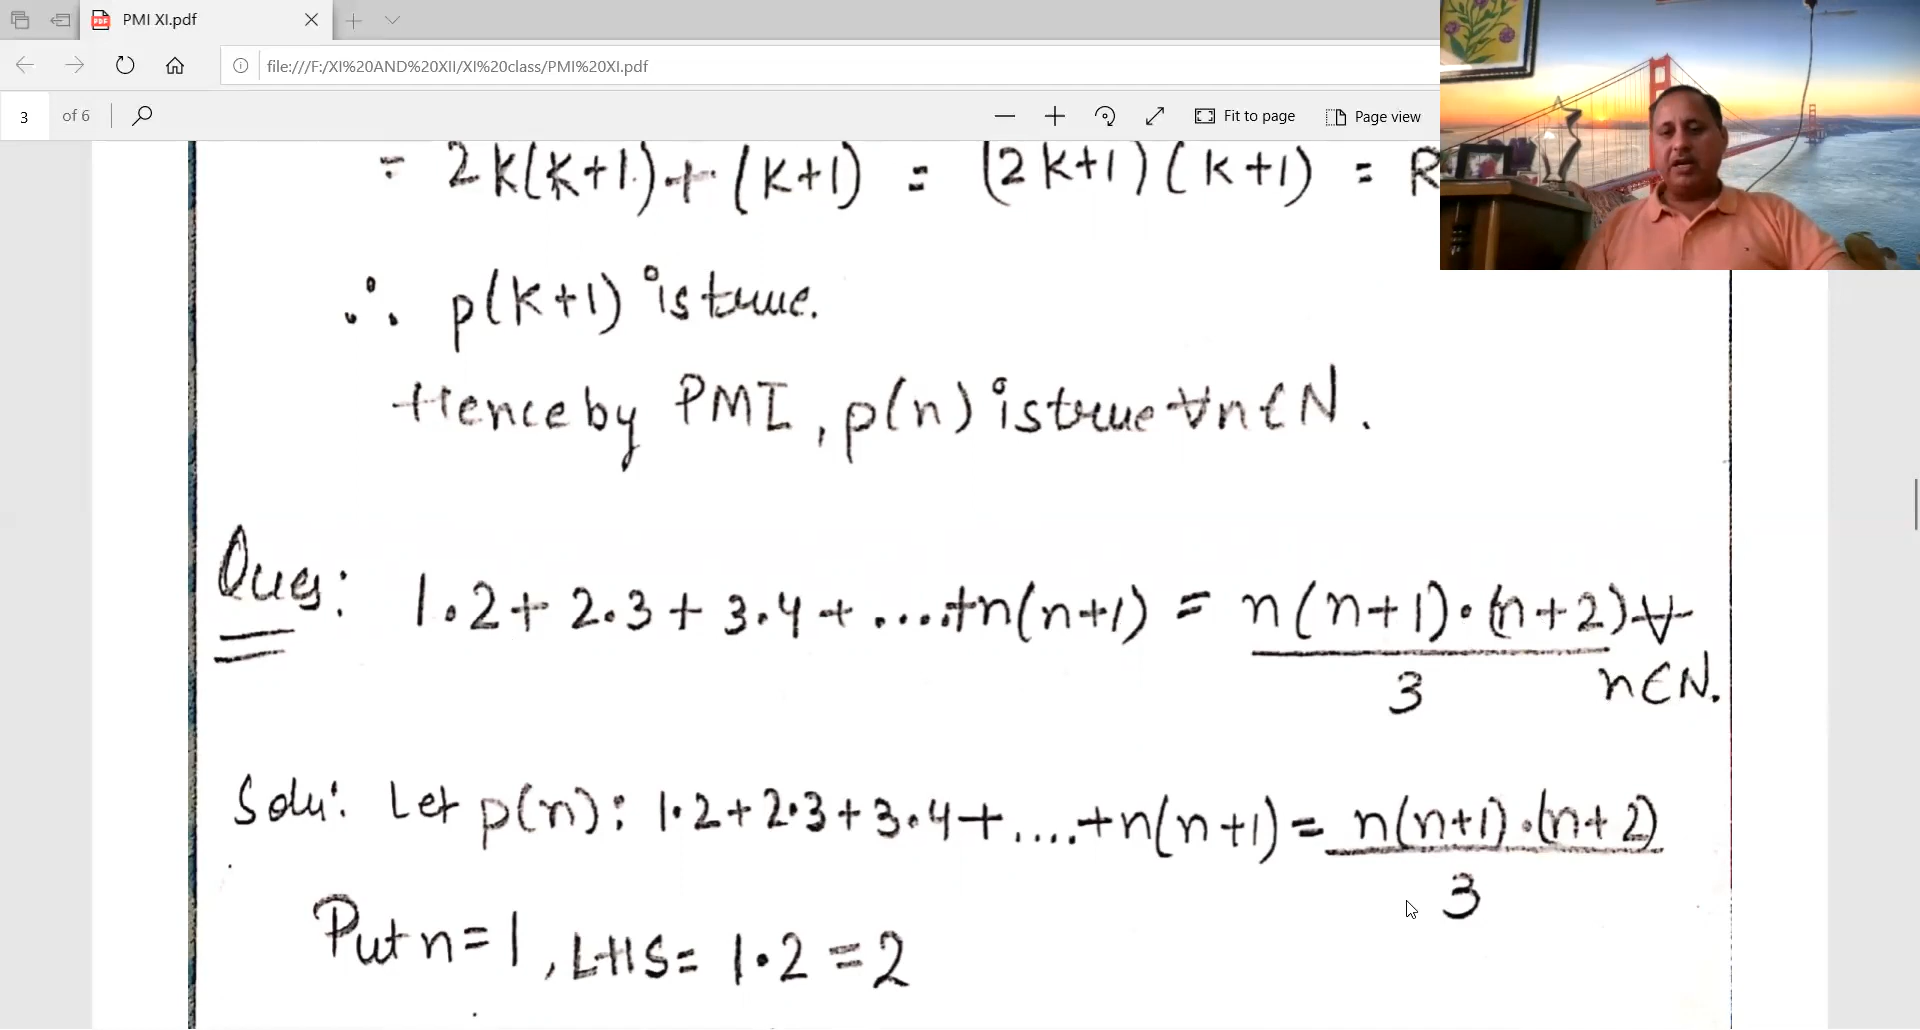 PMI XI.pdf
file:///F:/XI%20AND%20XII/XI%20class/PMI%20XI.pdf
3 of 6 Fit to page Page view
= 2k(k+1)+(k+1) = (2k+1)(k+1) = R
∴ p(k+1) is true.
Hence by PMI, p(n) is true ∀n∈N.
Ques: 1·2+2·3+3·4+....+n(n+1) = n(n+1)·(n+2) ∀
3 n∈N.
Solu: Let p(n): 1·2+2·3+3·4+....+n(n+1) = n(n+1)·(n+2)
3
Put n=1, LHS= 1·2 = 2